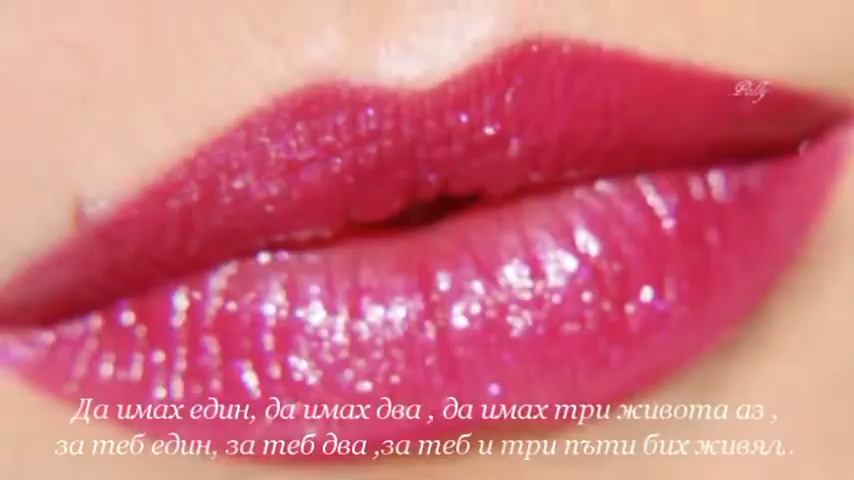 Polly
Да имах един, да имах два , да имах три живота аз ,
за теб един, за теб два ,за теб и три пъти бих живял..